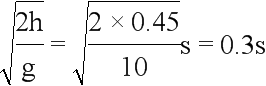 √(2h/g) = √((2 × 0.45)/10) s = 0.3s